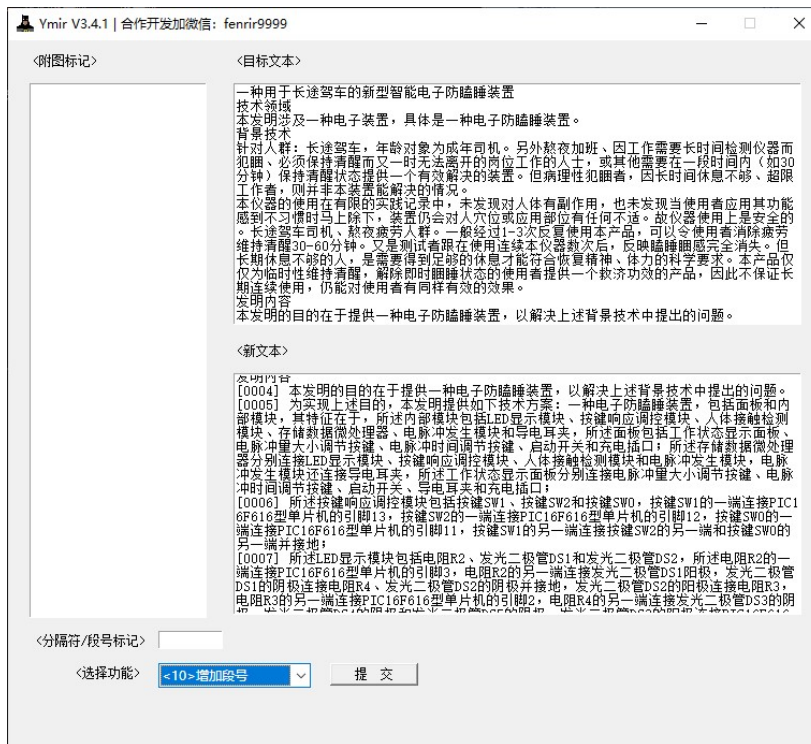 Ymir V3.4.1 | 合作开发加微信: fenrir9999
<附图标记>
<目标文本>
一种用于长途驾车的新型智能电子防瞌睡装置
技术领域
本发明涉及一种电子装置，具体是一种电子防瞌睡装置。
背景技术
针对人群：长途驾车，年龄对象为成年司机。另外熬夜加班、因工作需要长时间检测仪器而
犯睏、必须保持清醒而又一时无法离开的岗位工作的人士，或其他需要在一段时间内（如30
分钟）保持清醒状态提供一个有效解决的装置。但病理性犯睏者，因长时间休息不够、超限
工作者，则并非本装置能解决的情况。
本仪器的使用在有限的实践记录中，未发现对人体有副作用，也未发现当使用者应用其功能
感到不习惯时马上除下，装置仍会对人穴位或应用部位有任何不适。故仪器使用上是安全的
。长途驾车司机、熬夜疲劳人群。一般经过1-3次反复使用本产品，可以令使用者消除疲劳
维持清醒30-60分钟。又是测试者跟在使用连续本仪器数次后，反映瞌睡睏感完全消失。但
长期休息不够的人，是需要得到足够的休息才能符合恢复精神、体力的科学要求。本产品仅
仅为临时性维持清醒，解除即时睏睡状态的使用者提供一个救济功效的产品，因此不保证长
期连续使用，仍能对使用者有同样有效的效果。
发明内容
本发明的目的在于提供一种电子防瞌睡装置，以解决上述背景技术中提出的问题。
<新文本>
发明内容
[0004] 本发明的目的在于提供一种电子防瞌睡装置，以解决上述背景技术中提出的问题。
[0005] 为实现上述目的，本发明提供如下技术方案：一种电子防瞌睡装置，包括面板和内
部模块，其特征在于，所述内部模块包括LED显示模块、按键响应调控模块、人体接触检测
模块、存储数据微处理器、电脉冲发生模块和导电耳夹，所述面板包括工作状态显示面板、
电脉冲量大小调节按键、电脉冲时间调节按键、启动开关和充电插口；所述存储数据微处理
器分别连接LED显示模块、按键响应调控模块、人体接触检测模块和电脉冲发生模块，电脉
冲发生模块还连接导电耳夹，所述工作状态显示面板分别连接电脉冲量大小调节按键、电脉
冲时间调节按键、启动开关、导电耳夹和充电插口；
[0006] 所述按键响应调控模块包括按键SW1、按键SW2和按键SW0，按键SW1的一端连接PIC1
6F616型单片机的引脚13，按键SW2的一端连接PIC16F616型单片机的引脚12，按键SW0的一
端连接PIC16F616型单片机的引脚11，按键SW1的另一端连接按键SW2的另一端和按键SW0的
另一端并接地；
[0007] 所述LED显示模块包括电阻R2、发光二极管DS1和发光二极管DS2，所述电阻R2的一
端连接PIC16F616型单片机的引脚3，电阻R2的另一端连接发光二极管DS1阳极，发光二极管
DS1的阴极连接电阻R4、发光二极管DS2的阴极并接地，发光二极管DS2的阳极连接电阻R3，
电阻R3的另一端连接PIC16F616型单片机的引脚2，电阻R4的另一端连接发光二极管DS3的阴
<分隔符/段号标记>
<选择功能>
<10>增加段号
提 交